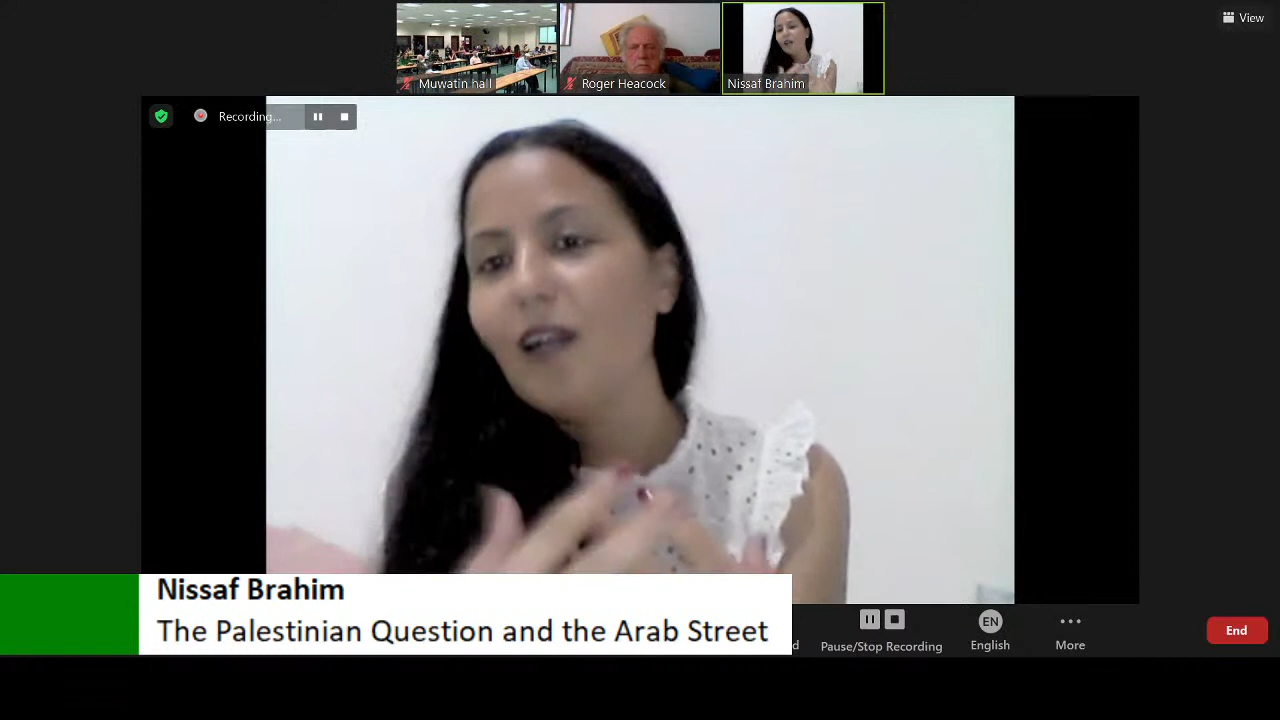 View
Muwatin hall
Roger Heacock
Nissaf Brahim
Recording...
Nissaf Brahim
The Palestinian Question and the Arab Street
d
Pause/Stop Recording
EN
English
More
End